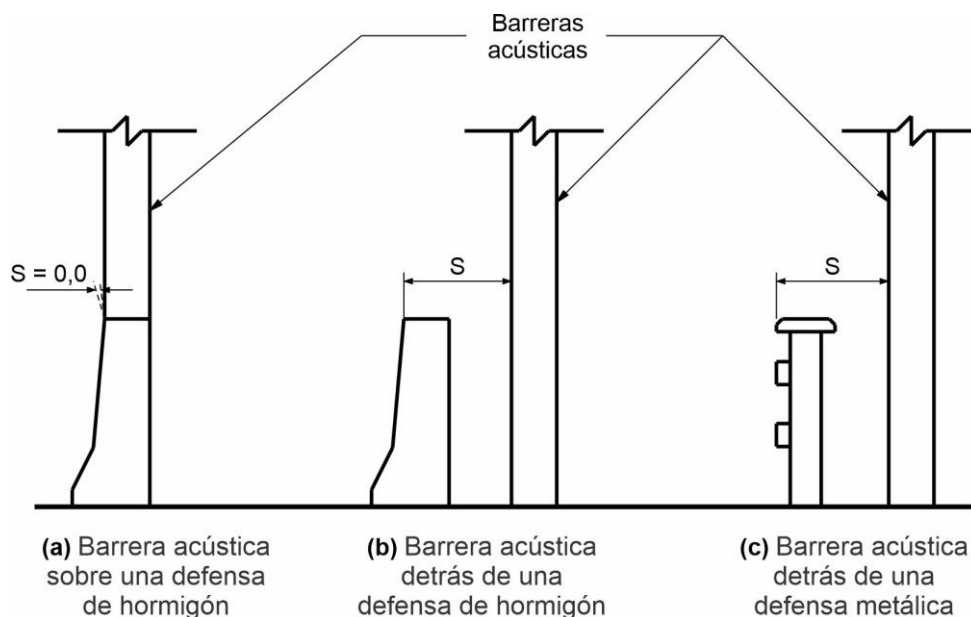 Barreras
acústicas
S = 0,0
S
S
(a) Barrera acústica
sobre una defensa
de hormigón
(b) Barrera acústica
detrás de una
defensa de hormigón
(c) Barrera acústica
detrás de una
defensa metálica